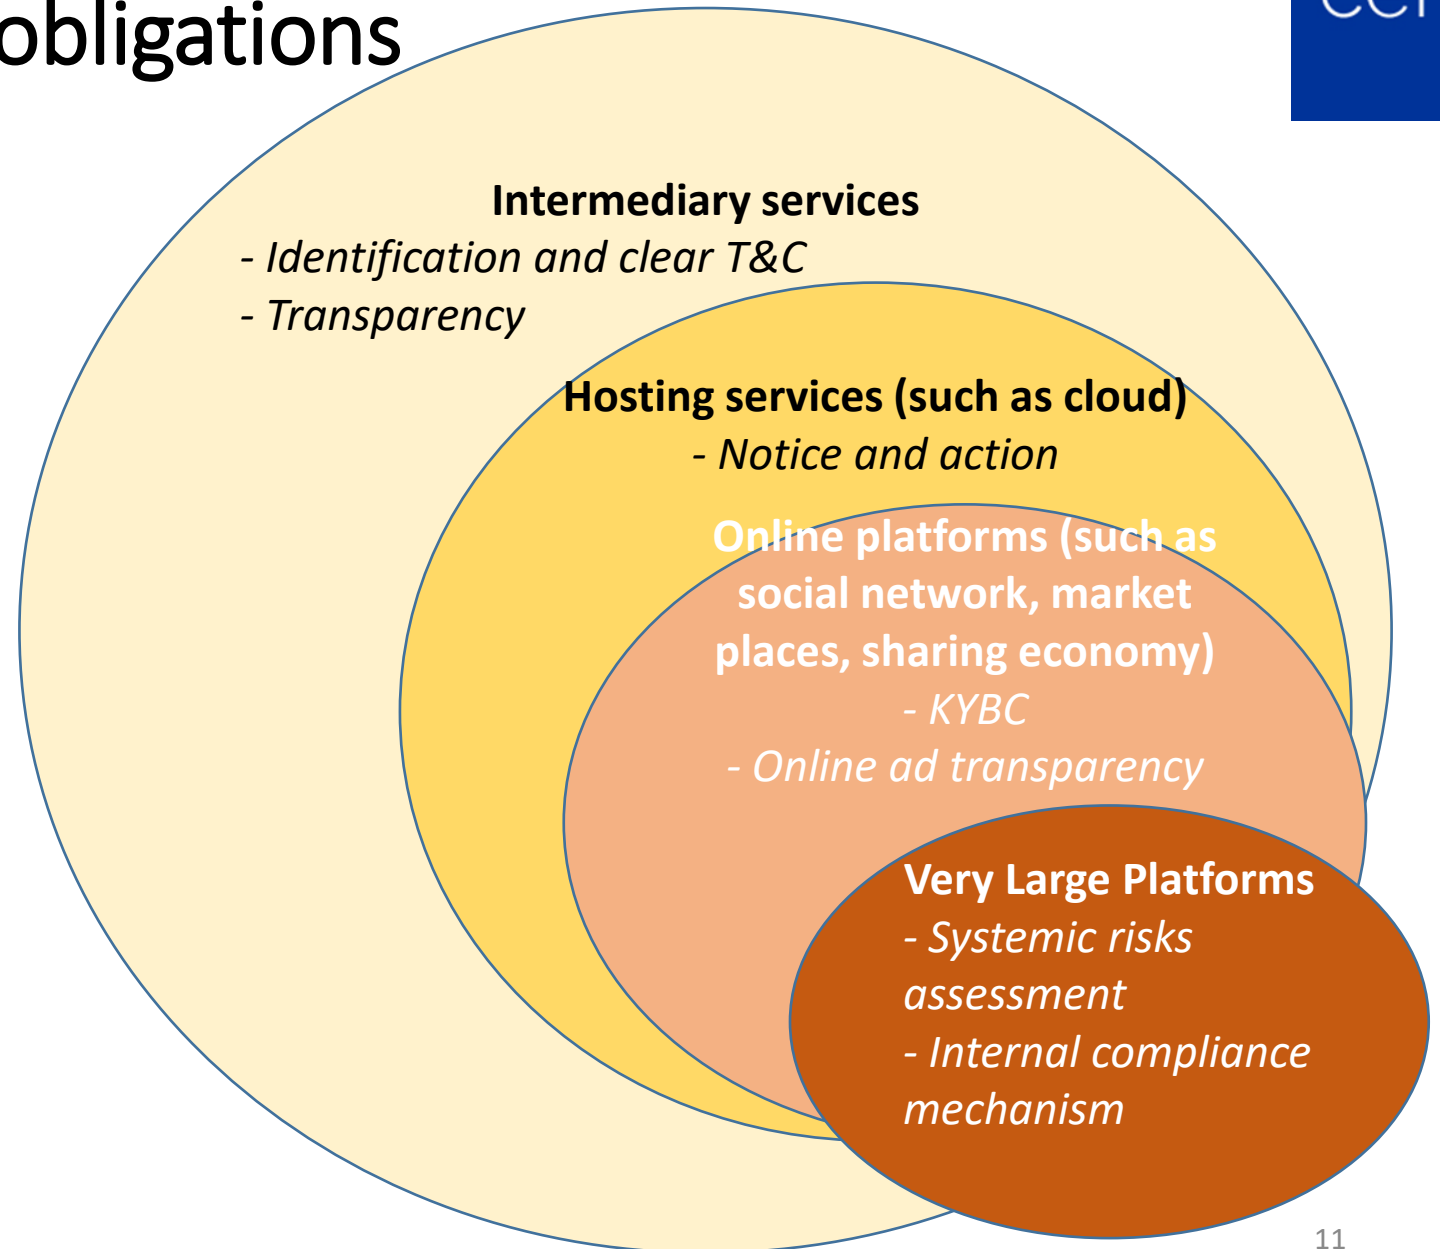 obligations
Intermediary services
- Identification and clear T&C
- Transparency
Hosting services (such as cloud)
- Notice and action
Online platforms (such as
social network, market
places, sharing economy)
- KYBC
- Online ad transparency
Very Large Platforms
- Systemic risks
assessment
- Internal compliance
mechanism
11